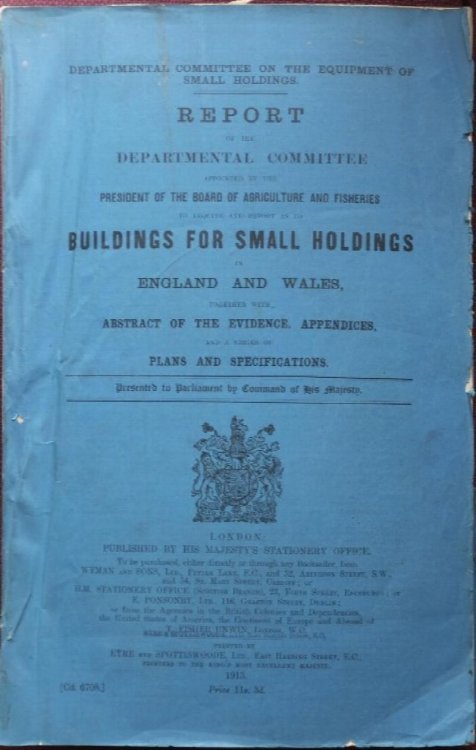 DEPARTMENTAL COMMITTEE ON THE EQUIPMENT OF
SMALL HOLDINGS.
REPORT
OF THE
DEPARTMENTAL COMMITTEE
APPOINTED BY THE
PRESIDENT OF THE BOARD OF AGRICULTURE AND FISHERIES
TO INQUIRE AND REPORT AS TO
BUILDINGS FOR SMALL HOLDINGS
IN
ENGLAND AND WALES,
TOGETHER WITH
ABSTRACT OF THE EVIDENCE, APPENDICES,
AND A SERIES OF
PLANS AND SPECIFICATIONS.
Presented to Parliament by Command of His Majesty.
LONDON:
PUBLISHED BY HIS MAJESTY'S STATIONERY OFFICE.
To be purchased, either directly or through any Bookseller, from
WYMAN AND SONS, LTD., FETTER LANE, E.C., and 32, ABINGDON STREET, S.W.,
and 54, ST. MARY STREET, CARDIFF; or
H.M. STATIONERY OFFICE (SCOTTISH BRANCH), 23, FORTH STREET, EDINBURGH; or
E. PONSONBY, LTD., 116, GRAFTON STREET, DUBLIN;
or from the Agencies in the British Colonies and Dependencies,
the United States of America, the Continent of Europe and Abroad of
T. FISHER UNWIN, LONDON, W.C.
PRINTED BY
EYRE AND SPOTTISWOODE, LTD., EAST HARDING STREET, E.C.,
PRINTERS TO THE KING'S MOST EXCELLENT MAJESTY.
1913.
[Cd. 6708.]
Price 11s. 3d.